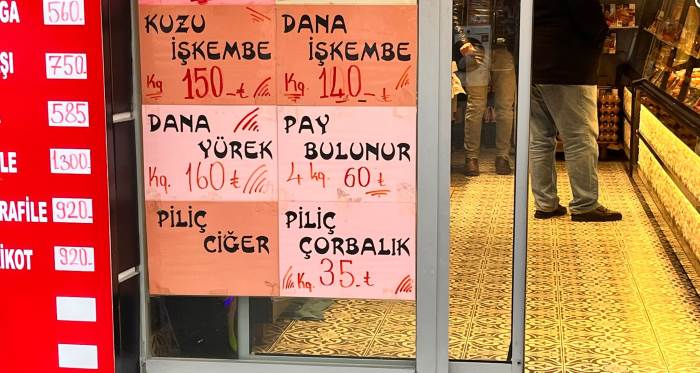 GA 560.-
ŞI 750.-
585
LE 1300.-
RAFİLE 920.-
İKOT 920.-
KUZU
İŞKEMBE
Kg 150.-₺
DANA
İŞKEMBE
Kg. 140.-₺
DANA
YÜREK
Kg. 160 ₺
PAY
BULUNUR
4 kg 60 ₺
PİLİÇ
CİĞER
PİLİÇ
ÇORBALIK
Kg. 35.-₺